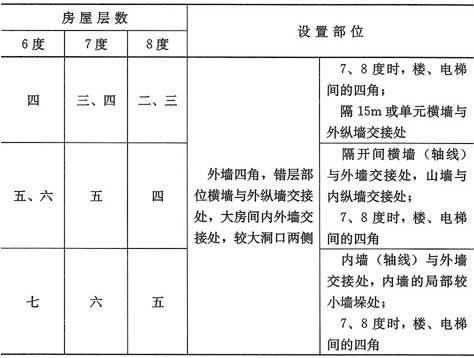 房屋层数 设置部位
6度 7度 8度
四 三、四 二、三
7、8度时，楼、电梯
间的四角；
隔15m或单元横墙与
外纵墙交接处
五、六 五 四
外墙四角，错层部
位横墙与外纵墙交接
处，大房间内外墙交
接处，较大洞口两侧
隔开间横墙（轴线）
与外墙交接处，山墙与
内纵墙交接处；
7、8度时，楼、电梯
间的四角
七 六 五
内墙（轴线）与外墙
交接处，内墙的局部较
小墙垛处；
7、8度时，楼、电梯
间的四角